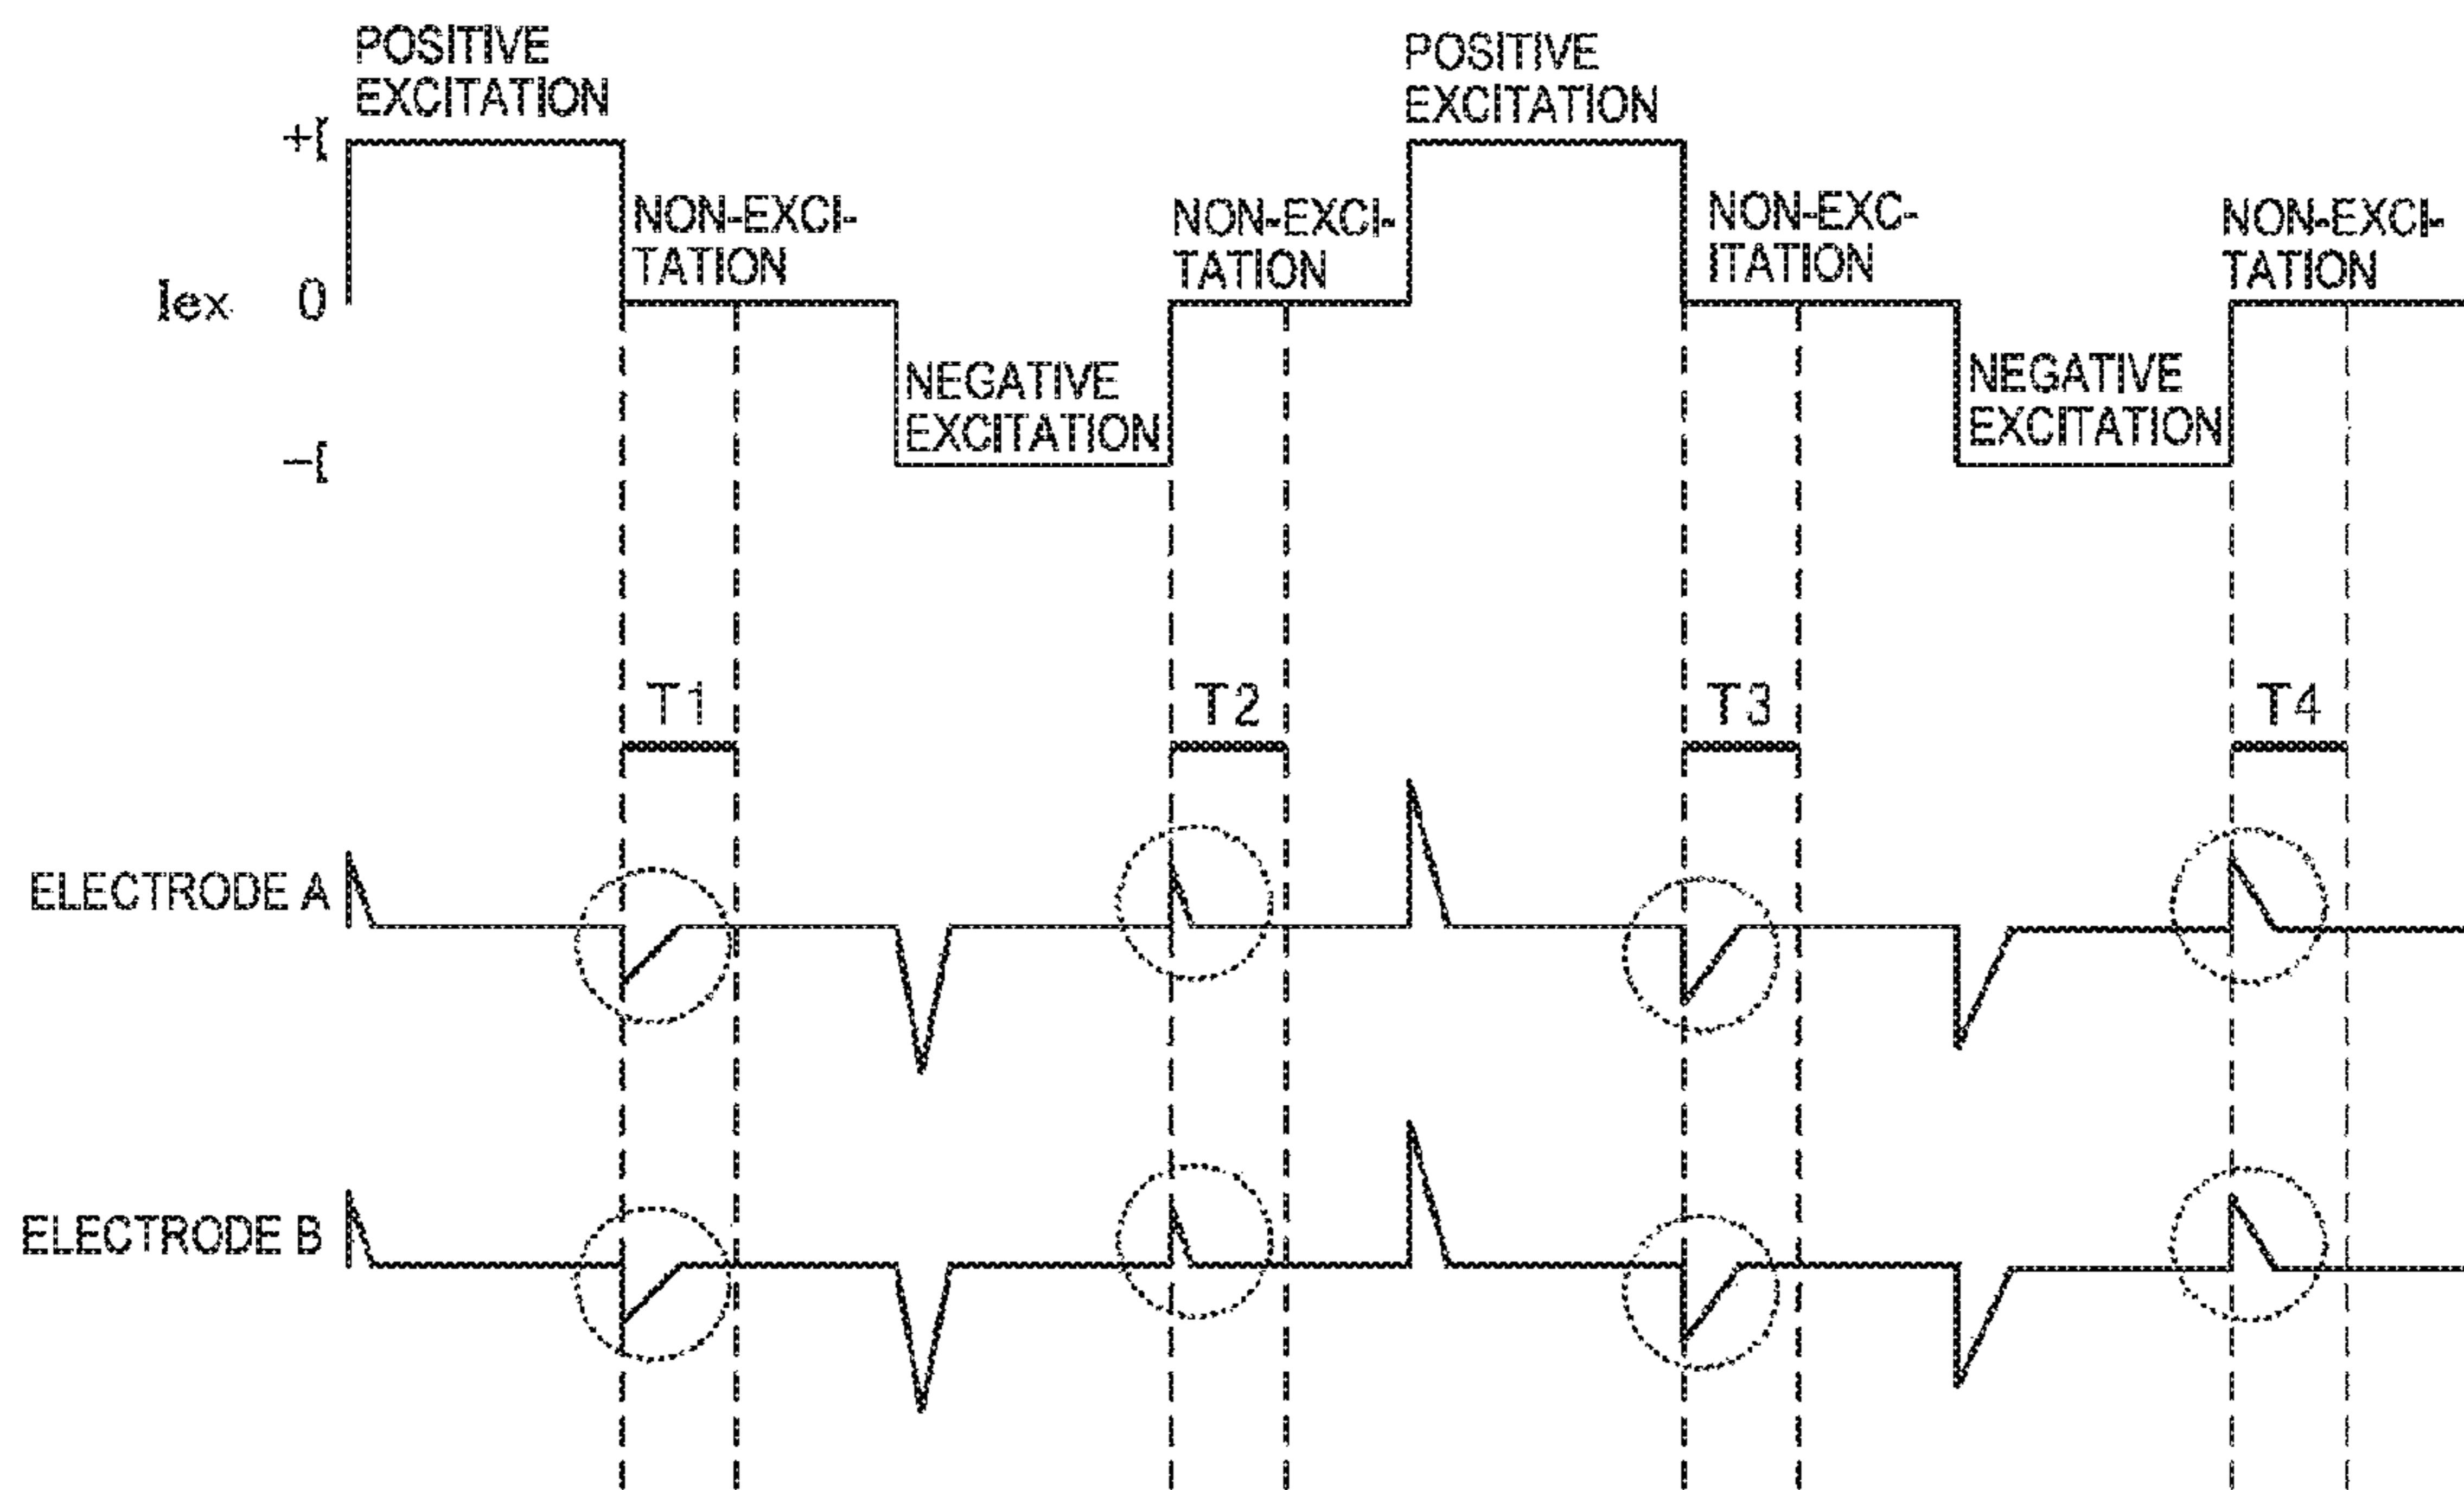 POSITIVE
EXCITATION
POSITIVE
EXCITATION
+I
NON-EXCI-
TATION
NON-EXCI-
TATION
NON-EXC-
ITATION
NON-EXCI-
TATION
Iex 0
NEGATIVE
EXCITATION
NEGATIVE
EXCITATION
-I
T1
T2
T3
T4
ELECTRODE A
ELECTRODE B